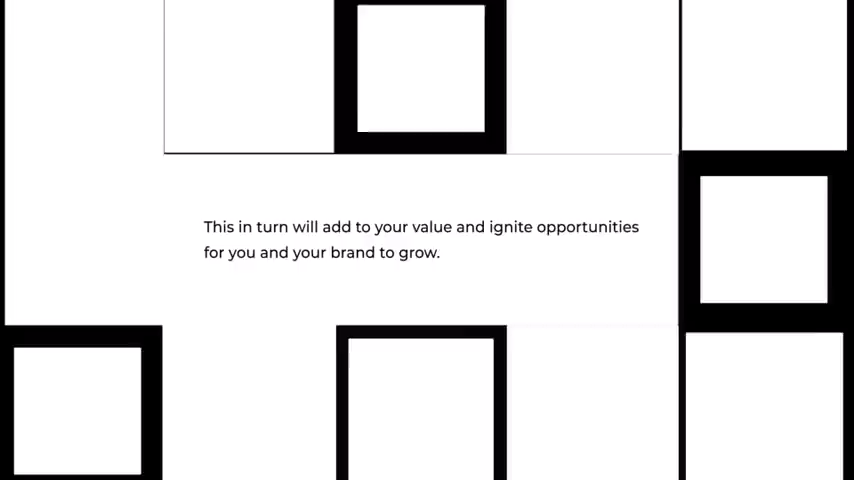 This in turn will add to your value and ignite opportunities
for you and your brand to grow.